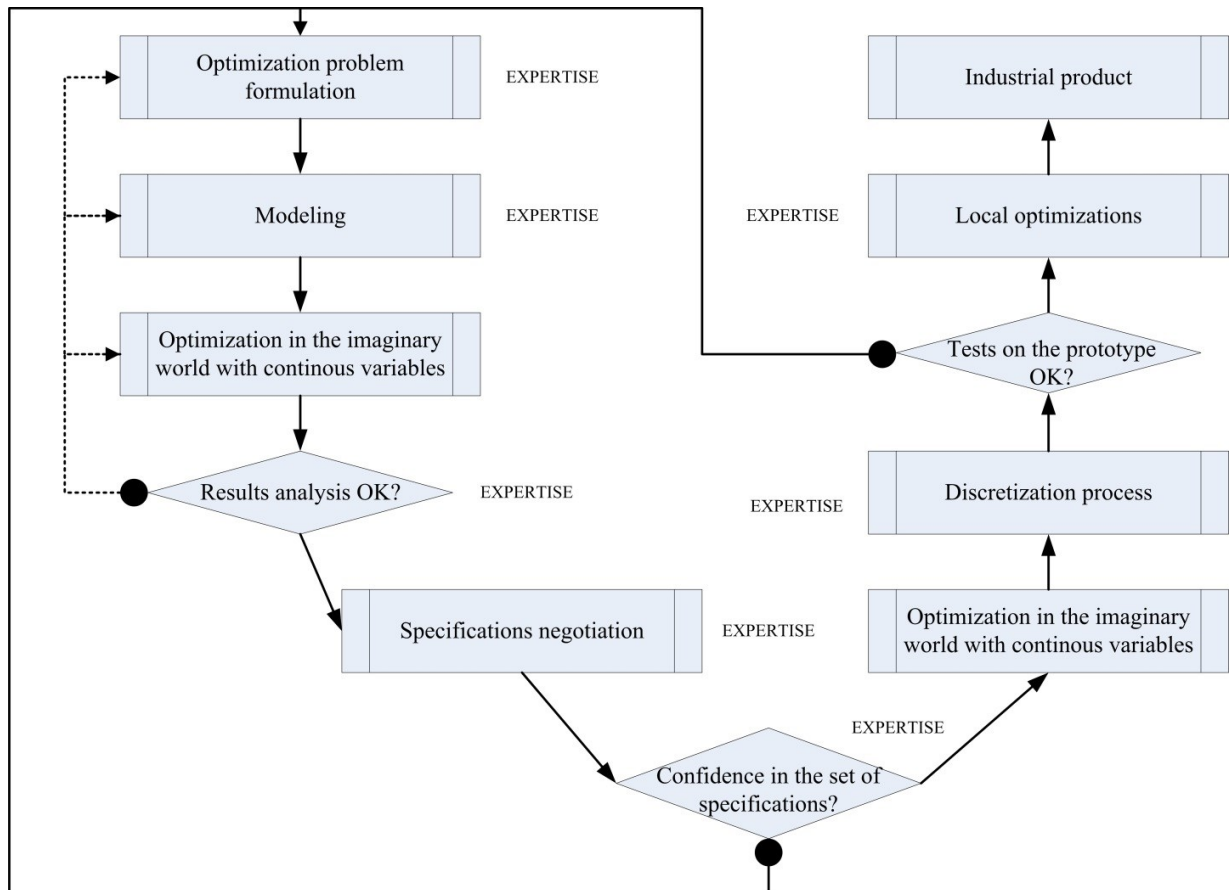 Optimization problem
formulation
EXPERTISE
Modeling
EXPERTISE
Optimization in the imaginary
world with continous variables
Results analysis OK?
EXPERTISE
Specifications negotiation
EXPERTISE
Confidence in the set of
specifications?
EXPERTISE
Optimization in the imaginary
world with continous variables
Discretization process
EXPERTISE
Tests on the prototype
OK?
Local optimizations
EXPERTISE
Industrial product